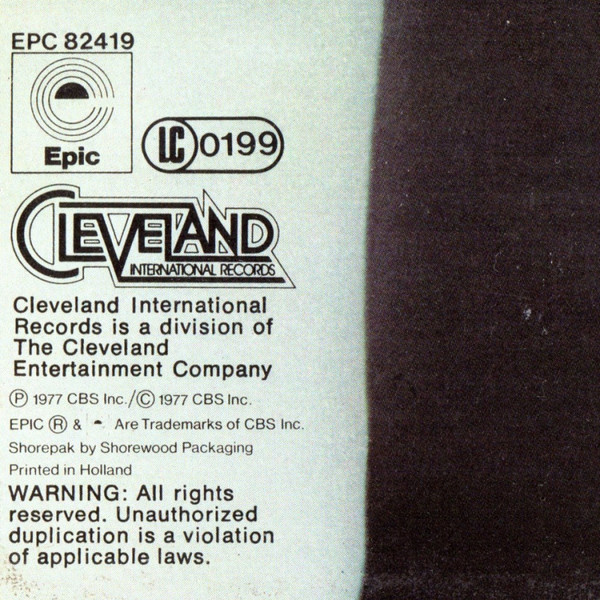 EPC 82419
Epic
LC 0199
CLEVELAND
INTERNATIONAL RECORDS
Cleveland International
Records is a division of
The Cleveland
Entertainment Company
Ⓟ 1977 CBS Inc./Ⓒ 1977 CBS Inc.
EPIC Ⓡ & Are Trademarks of CBS Inc.
Shorepak by Shorewood Packaging
Printed in Holland
WARNING: All rights
reserved. Unauthorized
duplication is a violation
of applicable laws.